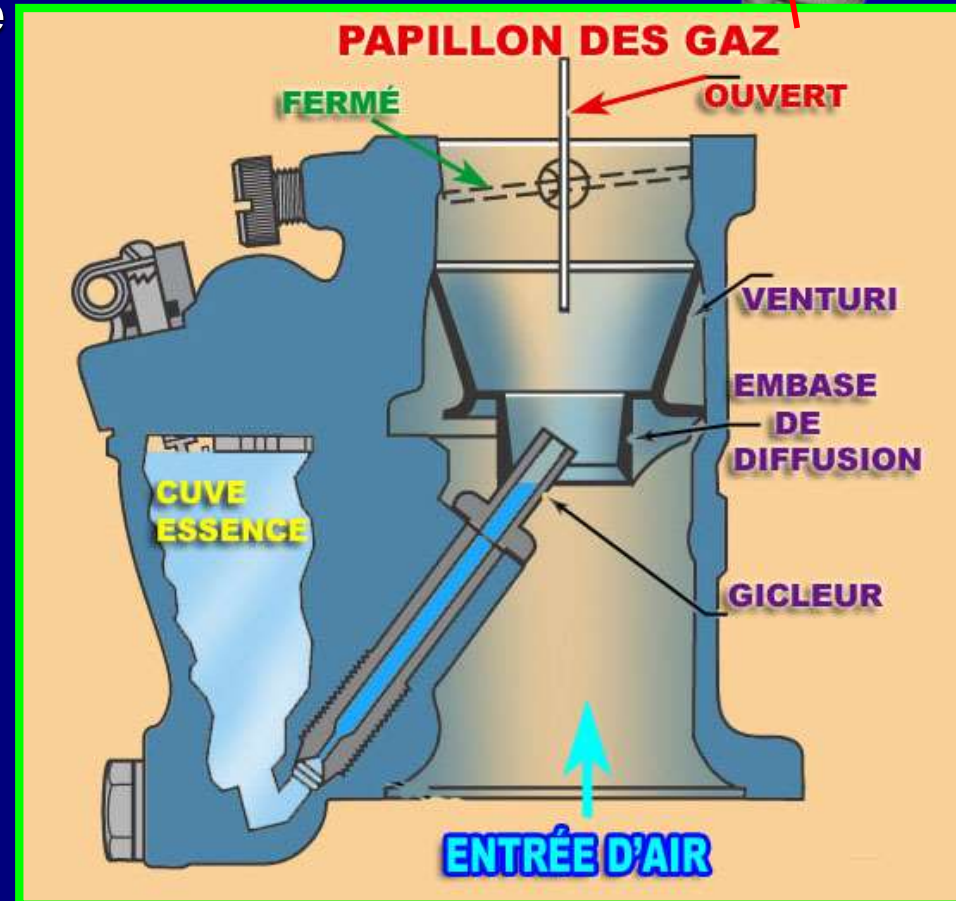 e
PAPILLON DES GAZ
FERMÉ
OUVERT
VENTURI
EMBASE
DE
DIFFUSION
CUVE
ESSENCE
GICLEUR
ENTRÉE D'AIR